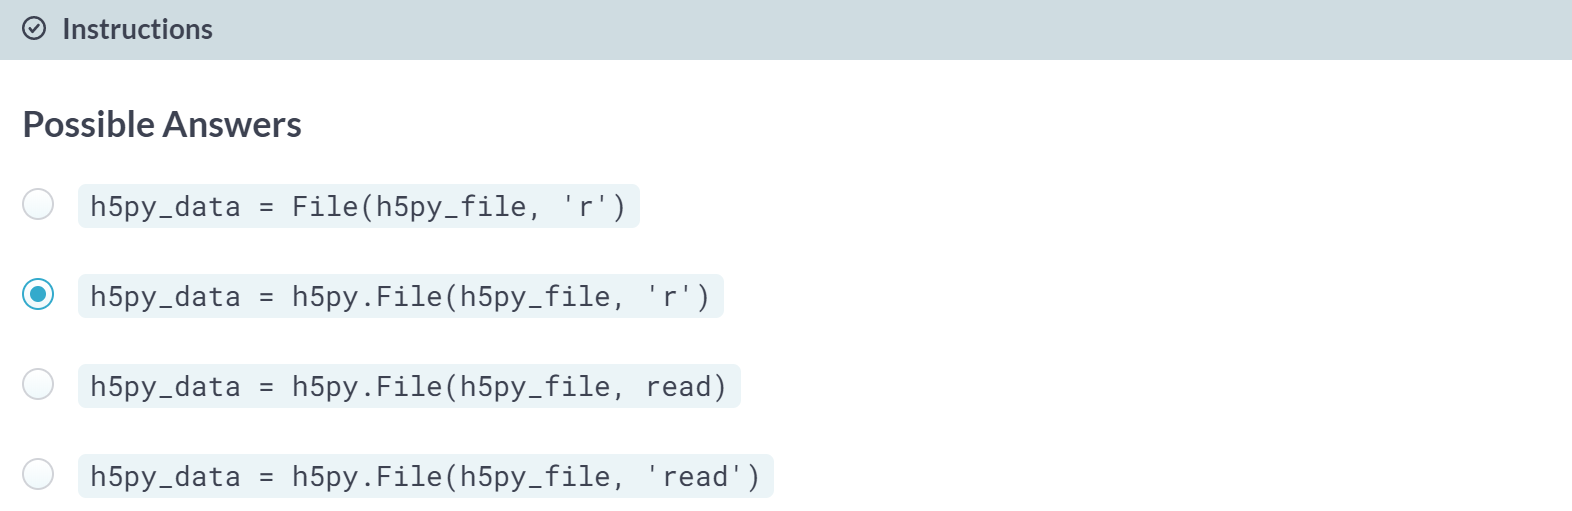 Instructions
Possible Answers
h5py_data = File(h5py_file, 'r')
h5py_data = h5py.File(h5py_file, 'r')
h5py_data = h5py.File(h5py_file, read)
h5py_data = h5py.File(h5py_file, 'read')